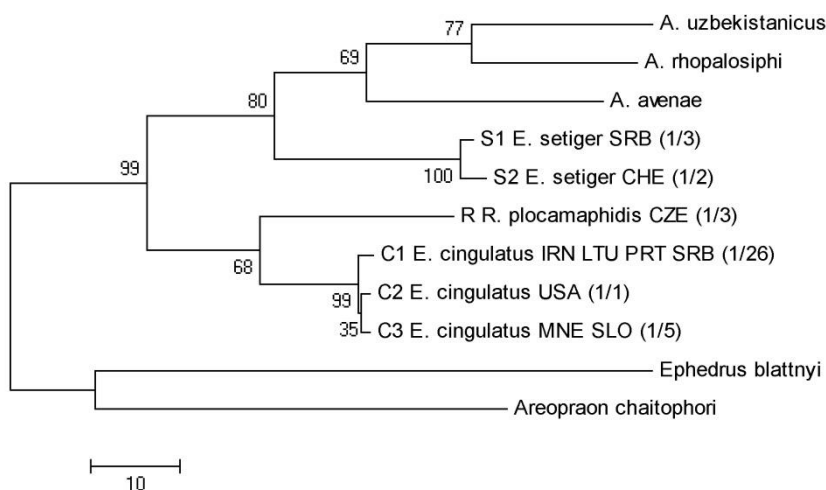 77
A. uzbekistanicus
A. rhopalosiphi
69
A. avenae
80
S1 E. setiger SRB (1/3)
100
S2 E. setiger CHE (1/2)
99
R R. plocamaphidis CZE (1/3)
68
C1 E. cingulatus IRN LTU PRT SRB (1/26)
99
C2 E. cingulatus USA (1/1)
35
C3 E. cingulatus MNE SLO (1/5)
Ephedrus blattnyi
Areopraon chaitophori
10